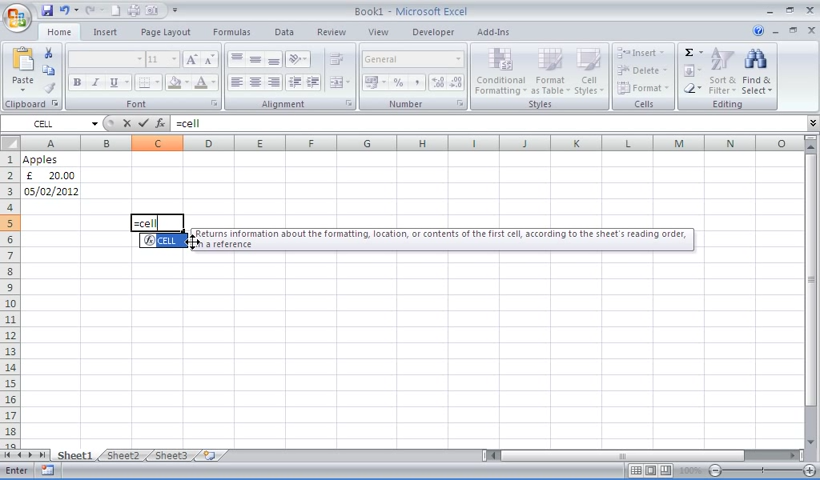 Book1 - Microsoft Excel
Home Insert Page Layout Formulas Data Review View Developer Add-Ins
Paste
Clipboard
11 A A
B I U
Font
Alignment
General
% ,
Number
Conditional Formatting
Format as Table
Cell Styles
Styles
Insert
Delete
Format
Cells
Σ
Sort & Filter
Find & Select
Editing
CELL fx =cell
A B C D E F G H I J K L M N O
1 Apples
2 £ 20.00
3 05/02/2012
4
5 =cell
6 fx CELL
Returns information about the formatting, location, or contents of the first cell, according to the sheet's reading order,
in a reference
7
8
9
10
11
12
13
14
15
16
17
18
19
Sheet1 Sheet2 Sheet3
Enter 100%